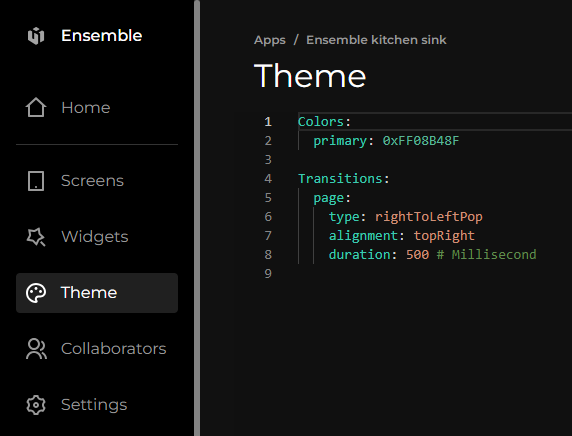 Ensemble
Home
Screens
Widgets
Theme
Collaborators
Settings
Apps / Ensemble kitchen sink
Theme
1 Colors:
2   primary: 0xFF08B48F
3
4 Transitions:
5   page:
6     type: rightToLeftPop
7     alignment: topRight
8     duration: 500 # Millisecond
9